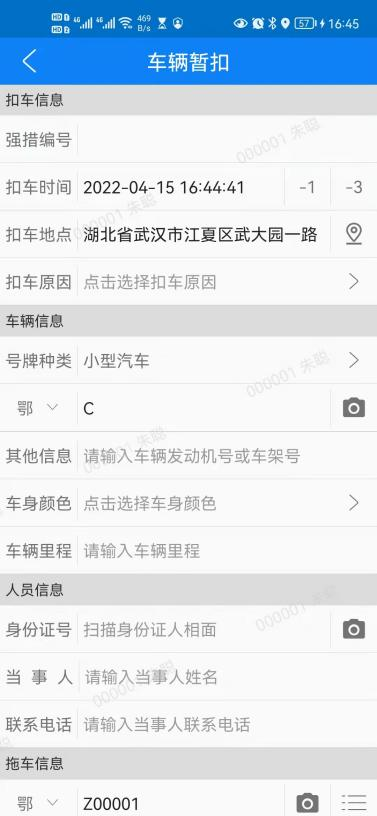 HD 1 HD 2 4G 4G 469 B/s 57 16:45
车辆暂扣
扣车信息
强措编号
扣车时间 2022-04-15 16:44:41 -1 -3
扣车地点 湖北省武汉市江夏区武大园一路
扣车原因 点击选择扣车原因
车辆信息
号牌种类 小型汽车
鄂 C
其他信息 请输入车辆发动机号或车架号
车身颜色 点击选择车身颜色
车辆里程 请输入车辆里程
人员信息
身份证号 扫描身份证人相面
当事人 请输入当事人姓名
联系电话 请输入当事人联系电话
拖车信息
鄂 Z00001
000001 朱聪
000001 朱聪
000001 朱聪
000001 朱聪
000001 朱聪
000001 朱聪